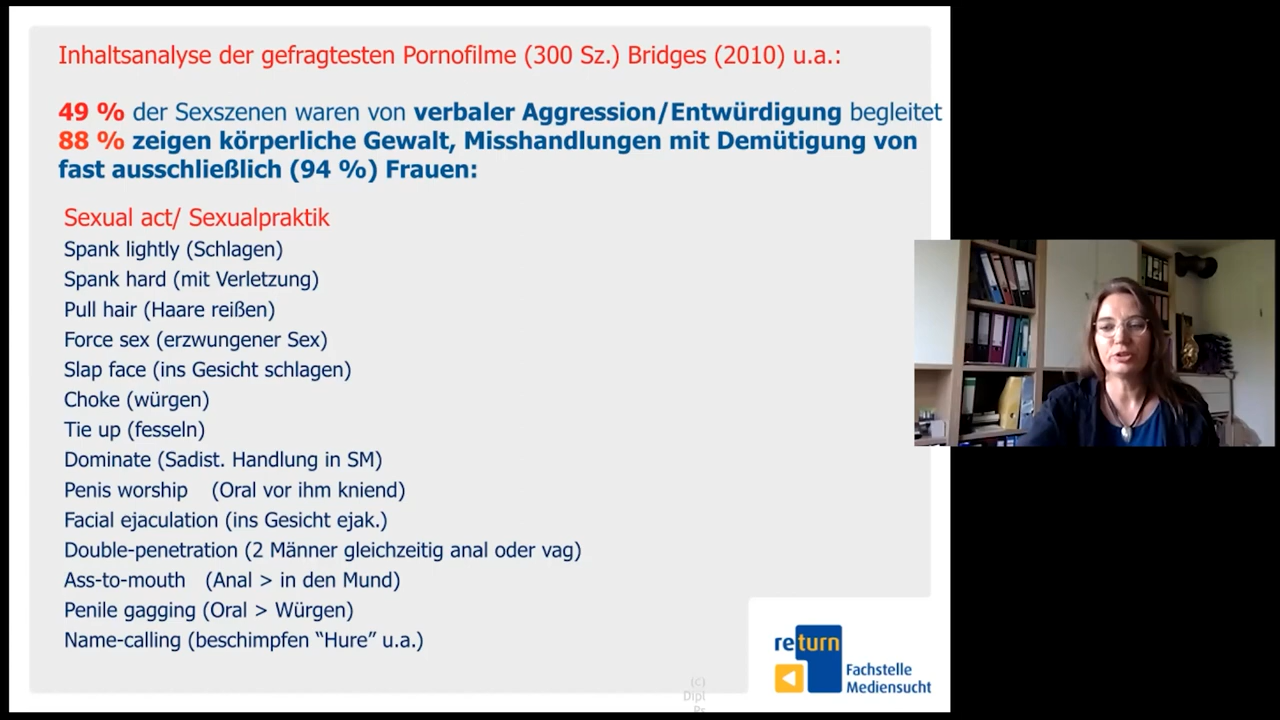 Inhaltsanalyse der gefragtesten Pornofilme (300 Sz.) Bridges (2010) u.a.:
49 % der Sexszenen waren von verbaler Aggression/Entwürdigung begleitet
88 % zeigen körperliche Gewalt, Misshandlungen mit Demütigung von
fast ausschließlich (94 %) Frauen:
Sexual act/ Sexualpraktik
Spank lightly (Schlagen)
Spank hard (mit Verletzung)
Pull hair (Haare reißen)
Force sex (erzwungener Sex)
Slap face (ins Gesicht schlagen)
Choke (würgen)
Tie up (fesseln)
Dominate (Sadist. Handlung in SM)
Penis worship (Oral vor ihm kniend)
Facial ejaculation (ins Gesicht ejak.)
Double-penetration (2 Männer gleichzeitig anal oder vag)
Ass-to-mouth (Anal > in den Mund)
Penile gagging (Oral > Würgen)
Name-calling (beschimpfen “Hure” u.a.)
return
Fachstelle
Mediensucht
(c)
Dipl